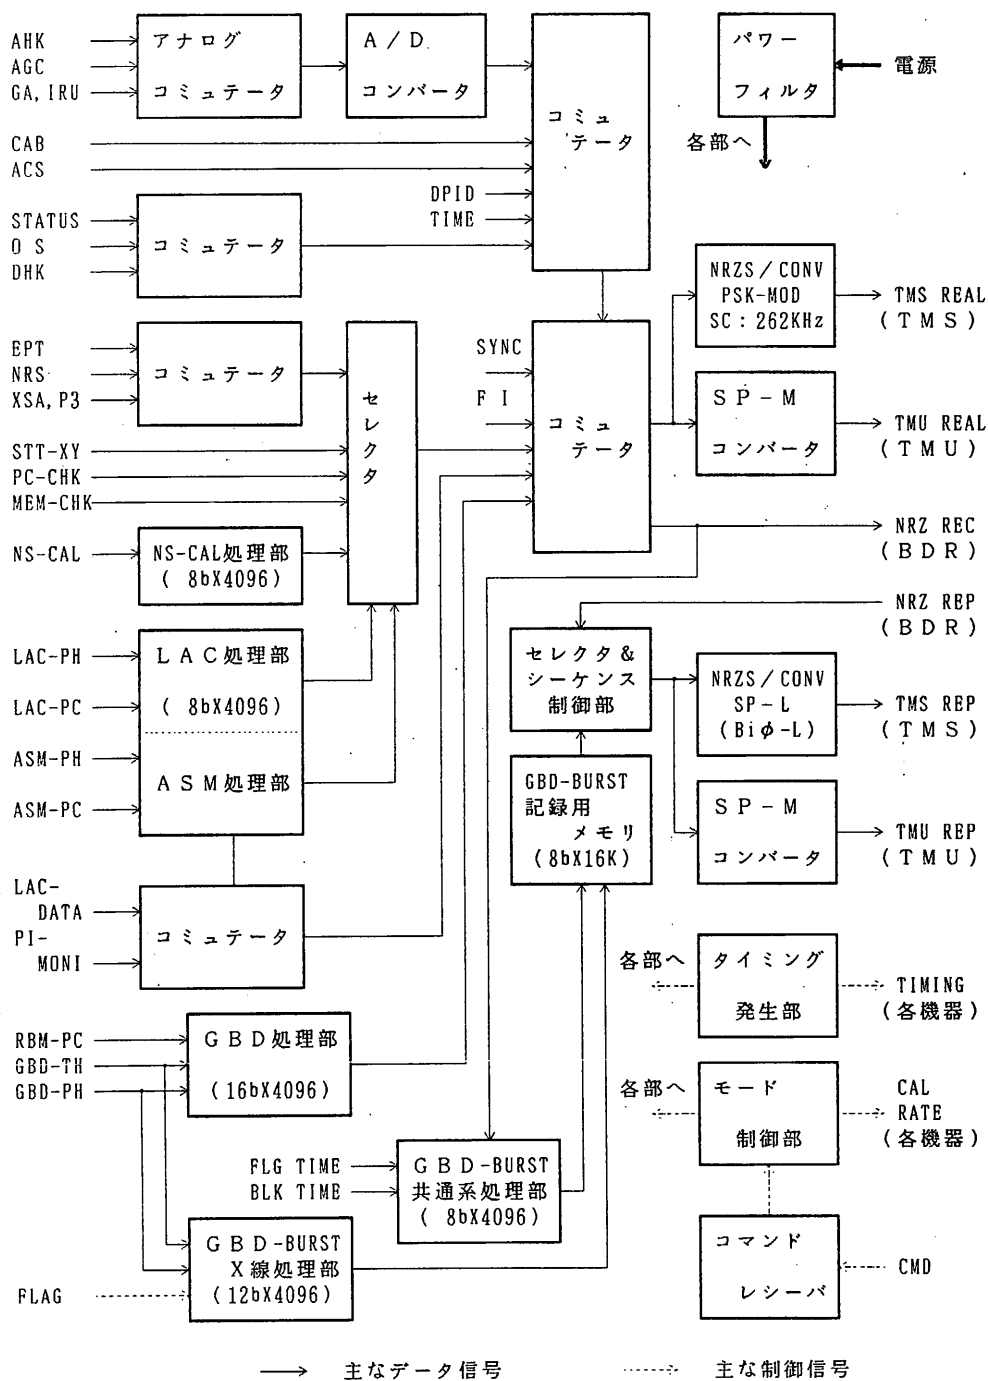 AHK
AGC
GA,IRU
アナログ
コミュテータ
A/D
コンバータ
コミュ
テータ
パワー
フィルタ
電源
各部へ
CAB
ACS
DPID
TIME
STATUS
O S
DHK
コミュテータ
NRZS/CONV
PSK-MOD
SC:262KHz
TMS REAL
(TMS)
EPT
NRS
XSA,P3
コミュテータ
セレクタ
SYNC
F I
コミュ
テータ
SP-M
コンバータ
TMU REAL
(TMU)
STT-XY
PC-CHK
MEM-CHK
NS-CAL
NS-CAL処理部
( 8bX4096)
NRZ REC
(BDR)
NRZ REP
(BDR)
LAC-PH
LAC-PC
ASM-PH
ASM-PC
LAC処理部
( 8bX4096)
ASM処理部
セレクタ&
シーケンス
制御部
NRZS/CONV
SP-L
(Biφ-L)
TMS REP
(TMS)
GBD-BURST
記録用
メモリ
(8bX16K)
SP-M
コンバータ
TMU REP
(TMU)
LAC-
DATA
PI-
MONI
コミュテータ
各部へ
タイミング
発生部
TIMING
(各機器)
RBM-PC
GBD-TH
GBD-PH
GBD処理部
(16bX4096)
各部へ
モード
制御部
CAL
RATE
(各機器)
FLG TIME
BLK TIME
GBD-BURST
共通系処理部
( 8bX4096)
GBD-BURST
X線処理部
(12bX4096)
FLAG
コマンド
レシーバ
CMD
主なデータ信号
主な制御信号